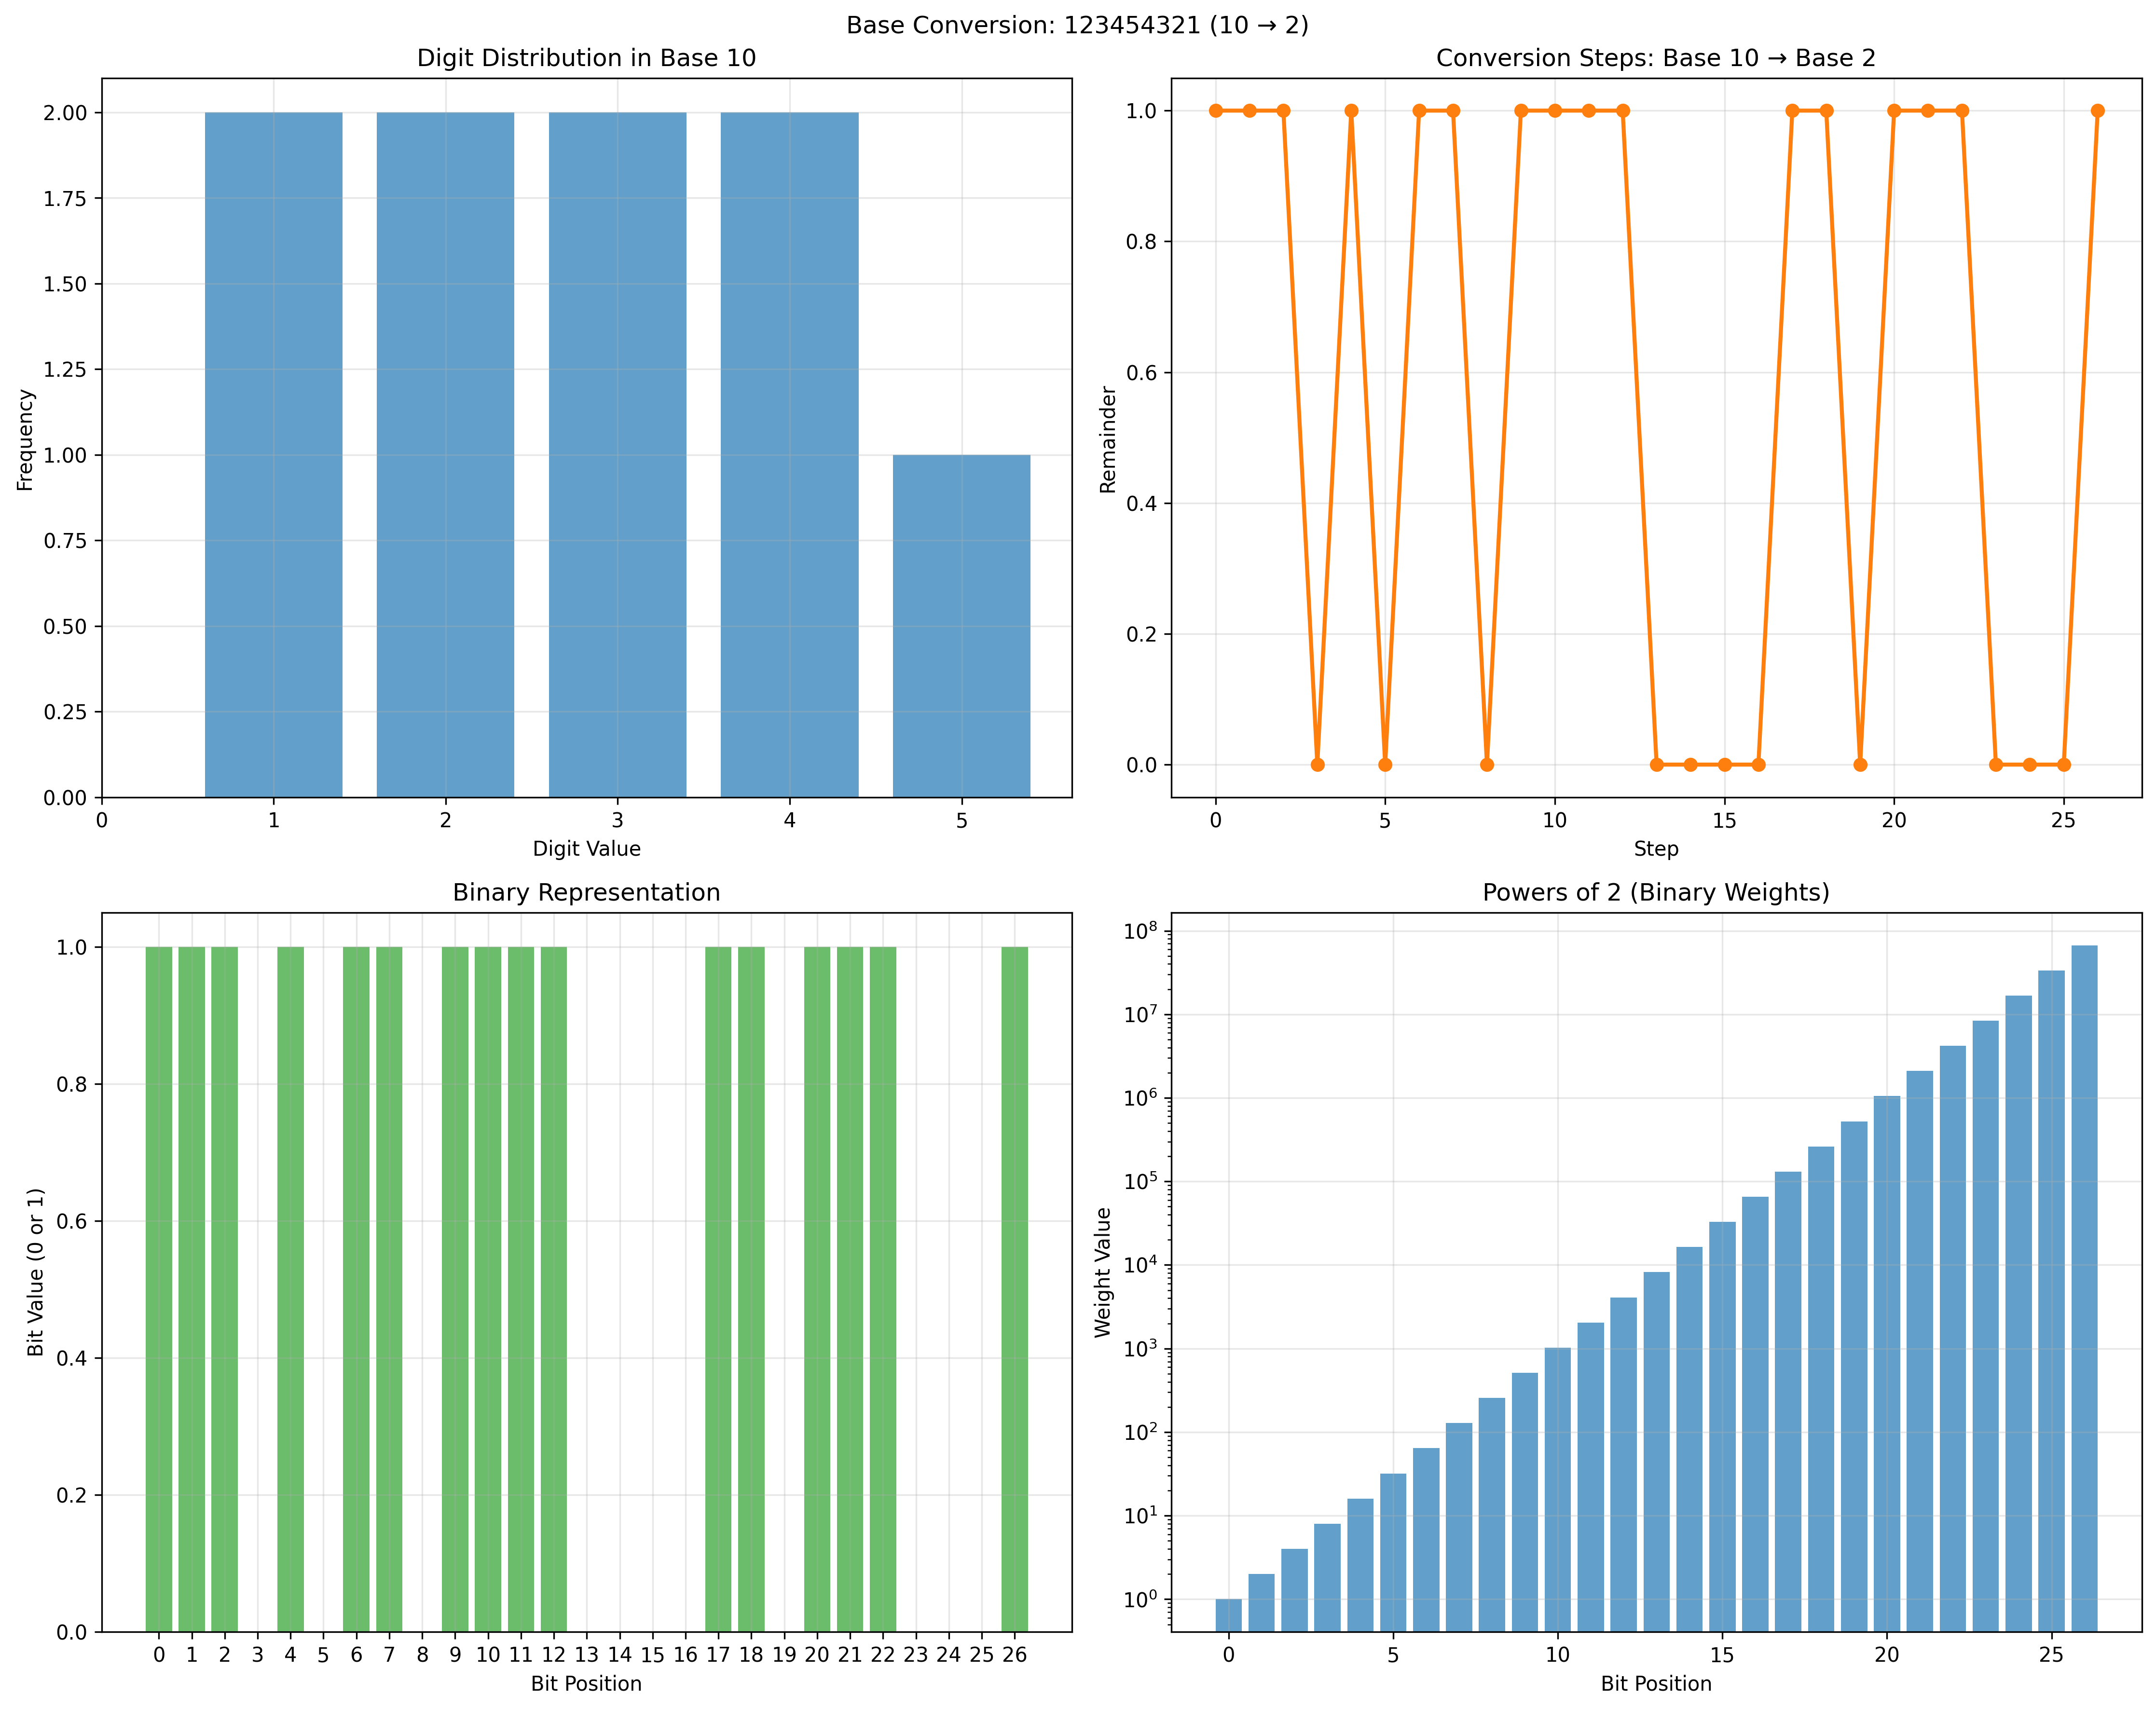 Base Conversion: 123454321 (10 → 2)
Digit Distribution in Base 10
2.00
1.75
1.50
1.25
1.00
0.75
0.50
0.25
0.00
Frequency
0 1 2 3 4 5
Digit Value
Conversion Steps: Base 10 → Base 2
1.0
0.8
0.6
0.4
0.2
0.0
Remainder
0 5 10 15 20 25
Step
Binary Representation
1.0
0.8
0.6
0.4
0.2
0.0
Bit Value (0 or 1)
0 1 2 3 4 5 6 7 8 9 10 11 12 13 14 15 16 17 18 19 20 21 22 23 24 25 26
Bit Position
Powers of 2 (Binary Weights)
10⁸
10⁷
10⁶
10⁵
10⁴
10³
10²
10¹
10⁰
Weight Value
0 5 10 15 20 25
Bit Position